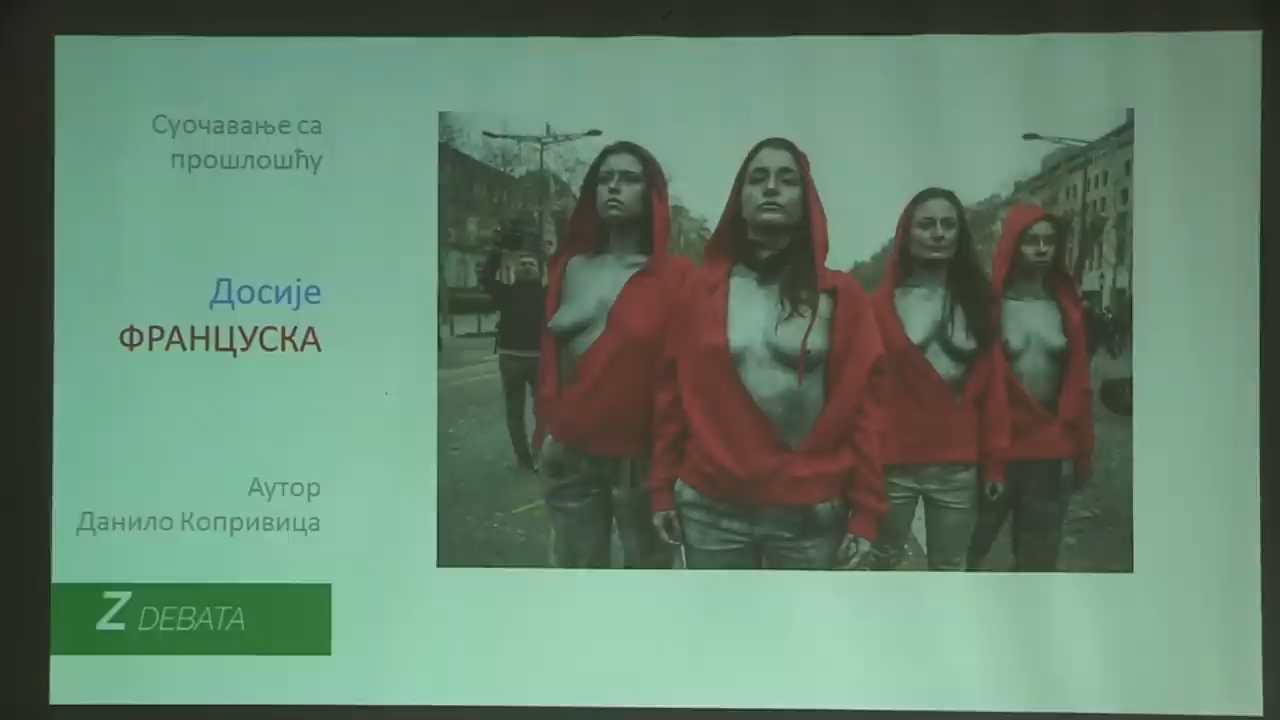 Суочавање са
прошлошћу
Досије
ФРАНЦУСКА
Аутор
Данило Копривица
Z DEBATA